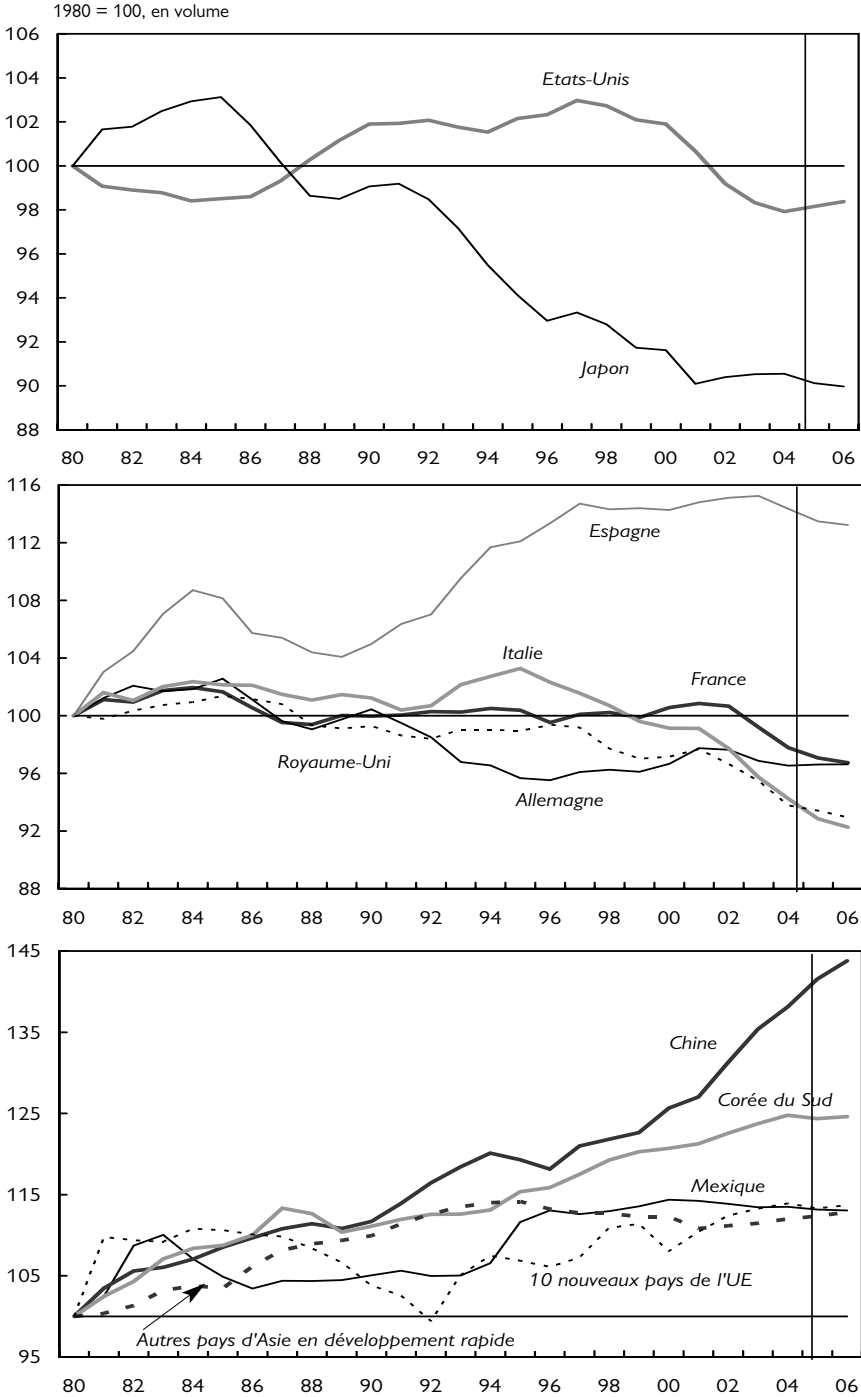 1980 = 100, en volume
106
104
102
100
98
96
94
92
90
88
Etats-Unis
Japon
80 82 84 86 88 90 92 94 96 98 00 02 04 06
116
112
108
104
100
96
92
88
Espagne
Italie
France
Royaume-Uni
Allemagne
80 82 84 86 88 90 92 94 96 98 00 02 04 06
145
135
125
115
105
95
Chine
Corée du Sud
Mexique
10 nouveaux pays de l'UE
Autres pays d'Asie en développement rapide
80 82 84 86 88 90 92 94 96 98 00 02 04 06